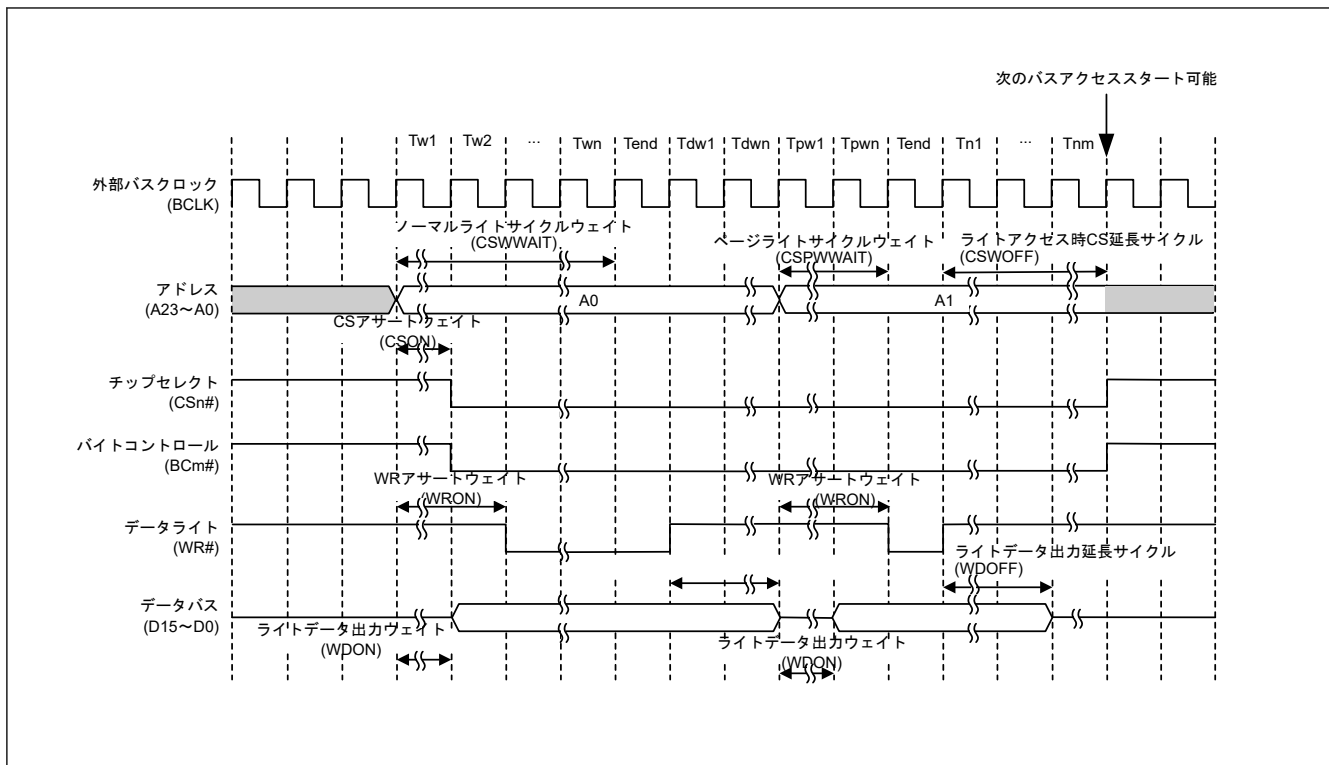 次のバスアクセススタート可能
Tw1 Tw2 ... Twn Tend Tdw1 Tdwn Tpw1 Tpwn Tend Tn1 ... Tnm
外部バスクロック
(BCLK)
ノーマルライトサイクルウェイト
(CSWWAIT)
ページライトサイクルウェイト
(CSPWWAIT)
ライトアクセス時CS延長サイクル
(CSWOFF)
アドレス
(A23~A0)
A0
A1
CSアサートウェイト
(CSON)
チップセレクト
(CSn#)
バイトコントロール
(BCm#)
WRアサートウェイト
(WRON)
WRアサートウェイト
(WRON)
データライト
(WR#)
ライトデータ出力延長サイクル
(WDOFF)
データバス
(D15~D0)
ライトデータ出力ウェイト
(WDON)
ライトデータ出力ウェイト
(WDON)